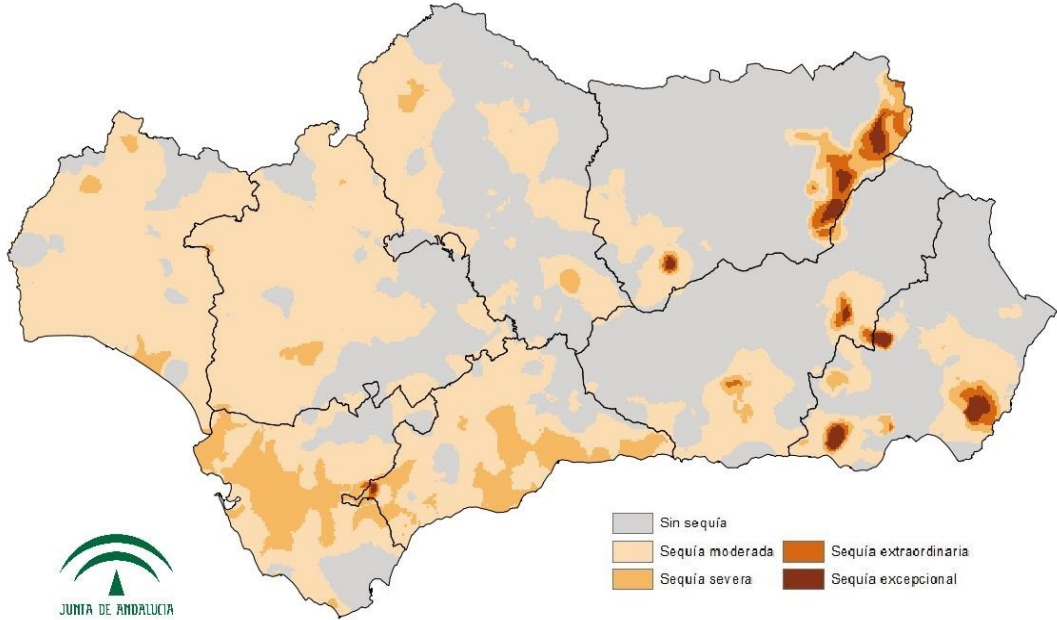 Sin sequía
Sequía moderada
Sequía severa
Sequía extraordinaria
Sequía excepcional
JUNTA DE ANDALUCIA